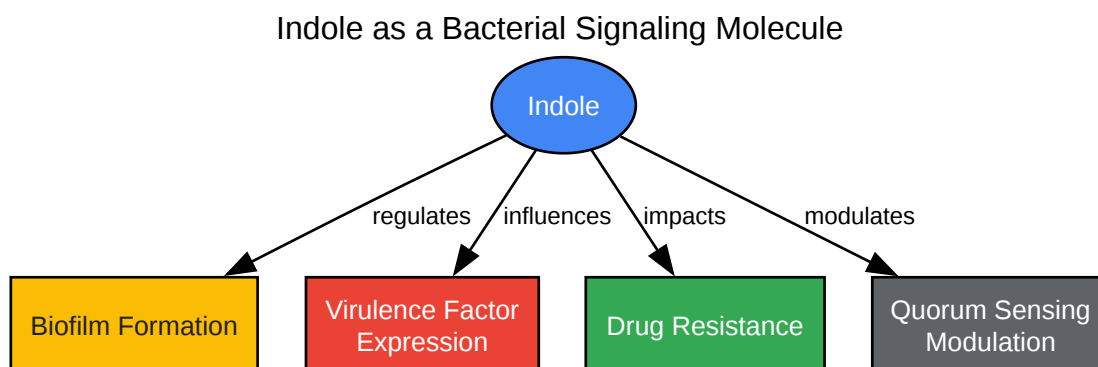 Indole as a Bacterial Signaling Molecule
Indole
regulates
influences
impacts
modulates
Biofilm Formation
Virulence Factor
Expression
Drug Resistance
Quorum Sensing
Modulation